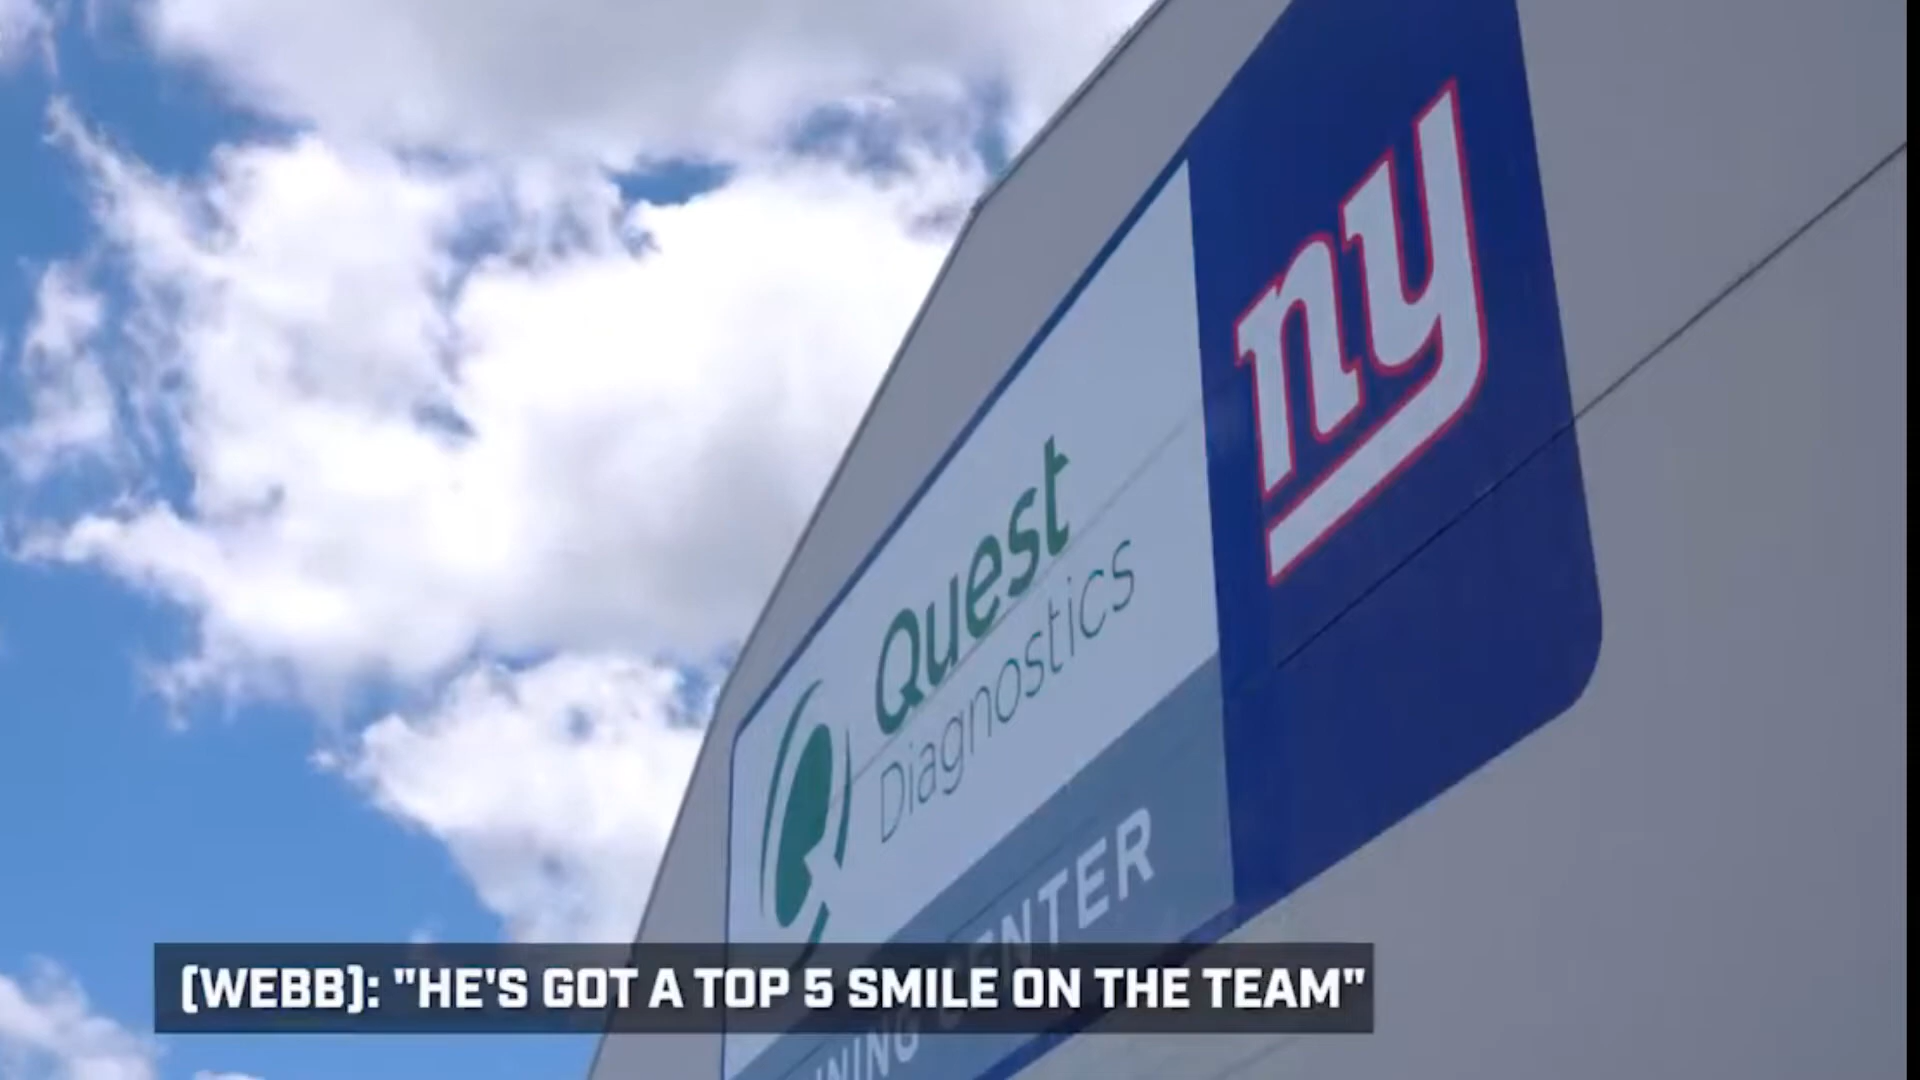 ny
Quest
Diagnostics
(WEBB): "HE'S GOT A TOP 5 SMILE ON THE TEAM"